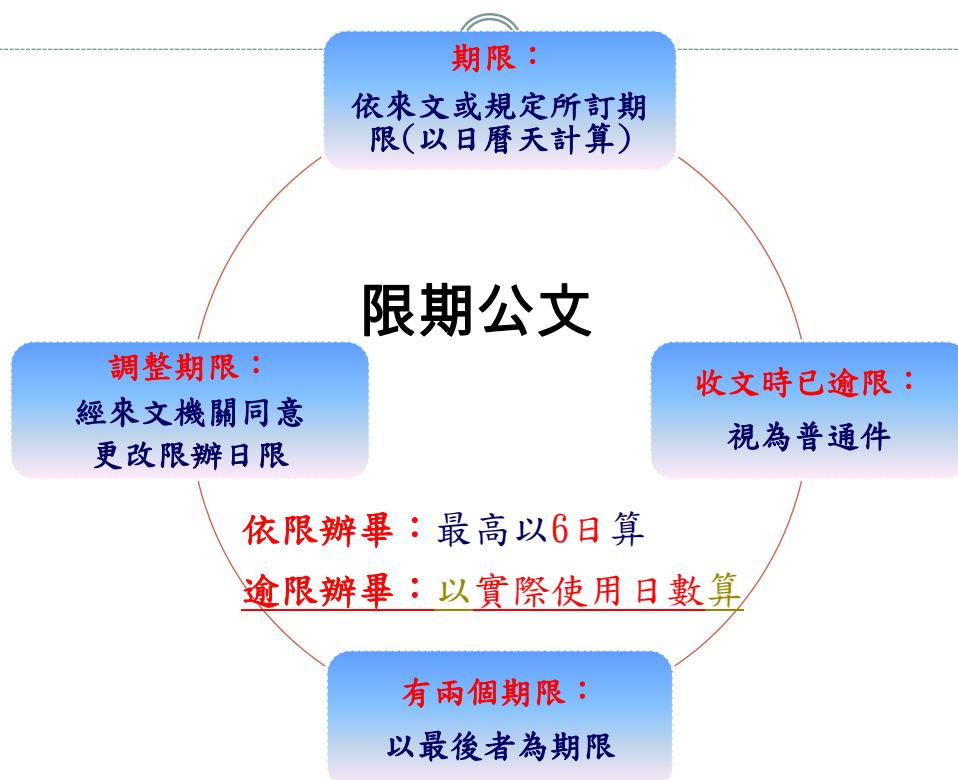 期限：
依來文或規定所訂期
限(以日曆天計算)
限期公文
調整期限：
經來文機關同意
更改限辦日限
收文時已逾限：
視為普通件
依限辦畢：最高以6日算
逾限辦畢：以實際使用日數算
有兩個期限：
以最後者為期限